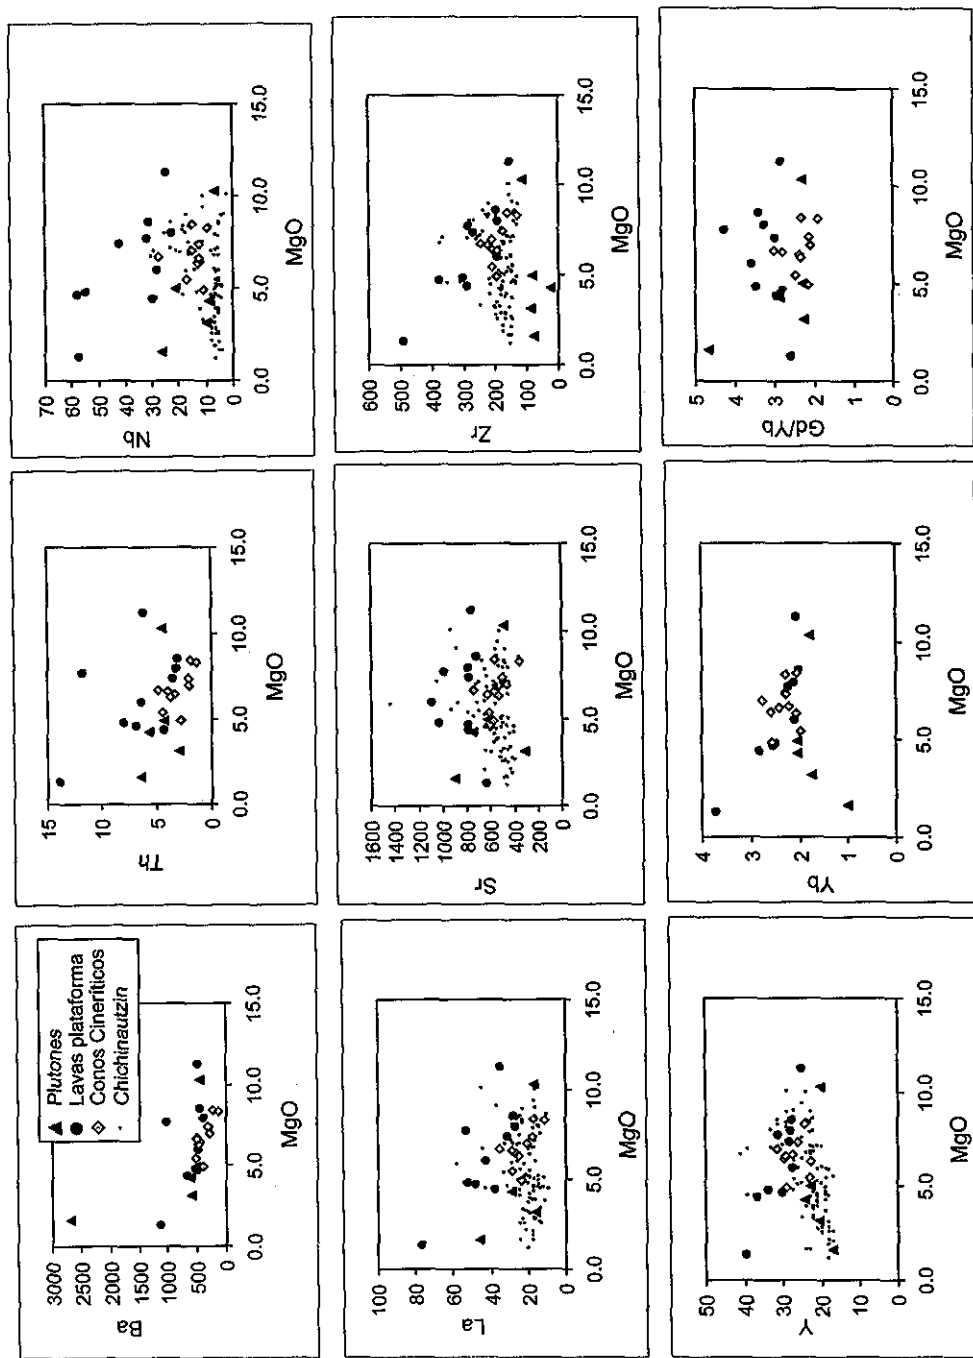 3000
2500
2000
1500
1000
500
0
Ba
0.0 5.0 10.0 15.0
MgO
▲ Plutones
● Lavas plataforma
◇ Conos Cineríticos
· Chichinautzin
15
10
5
0
Th
0.0 5.0 10.0 15.0
MgO
70
60
50
40
30
20
10
0
Nb
0.0 5.0 10.0 15.0
MgO
100
80
60
40
20
0
La
0.0 5.0 10.0 15.0
MgO
1600
1400
1200
1000
800
600
400
200
0
Sr
0.0 5.0 10.0 15.0
MgO
600
500
400
300
200
100
0
Zr
0.0 5.0 10.0 15.0
MgO
50
40
30
20
10
0
Y
0.0 5.0 10.0 15.0
MgO
4
3
2
1
0
Yb
0.0 5.0 10.0 15.0
MgO
5
4
3
2
1
0
Gd/Yb
0.0 5.0 10.0 15.0
MgO